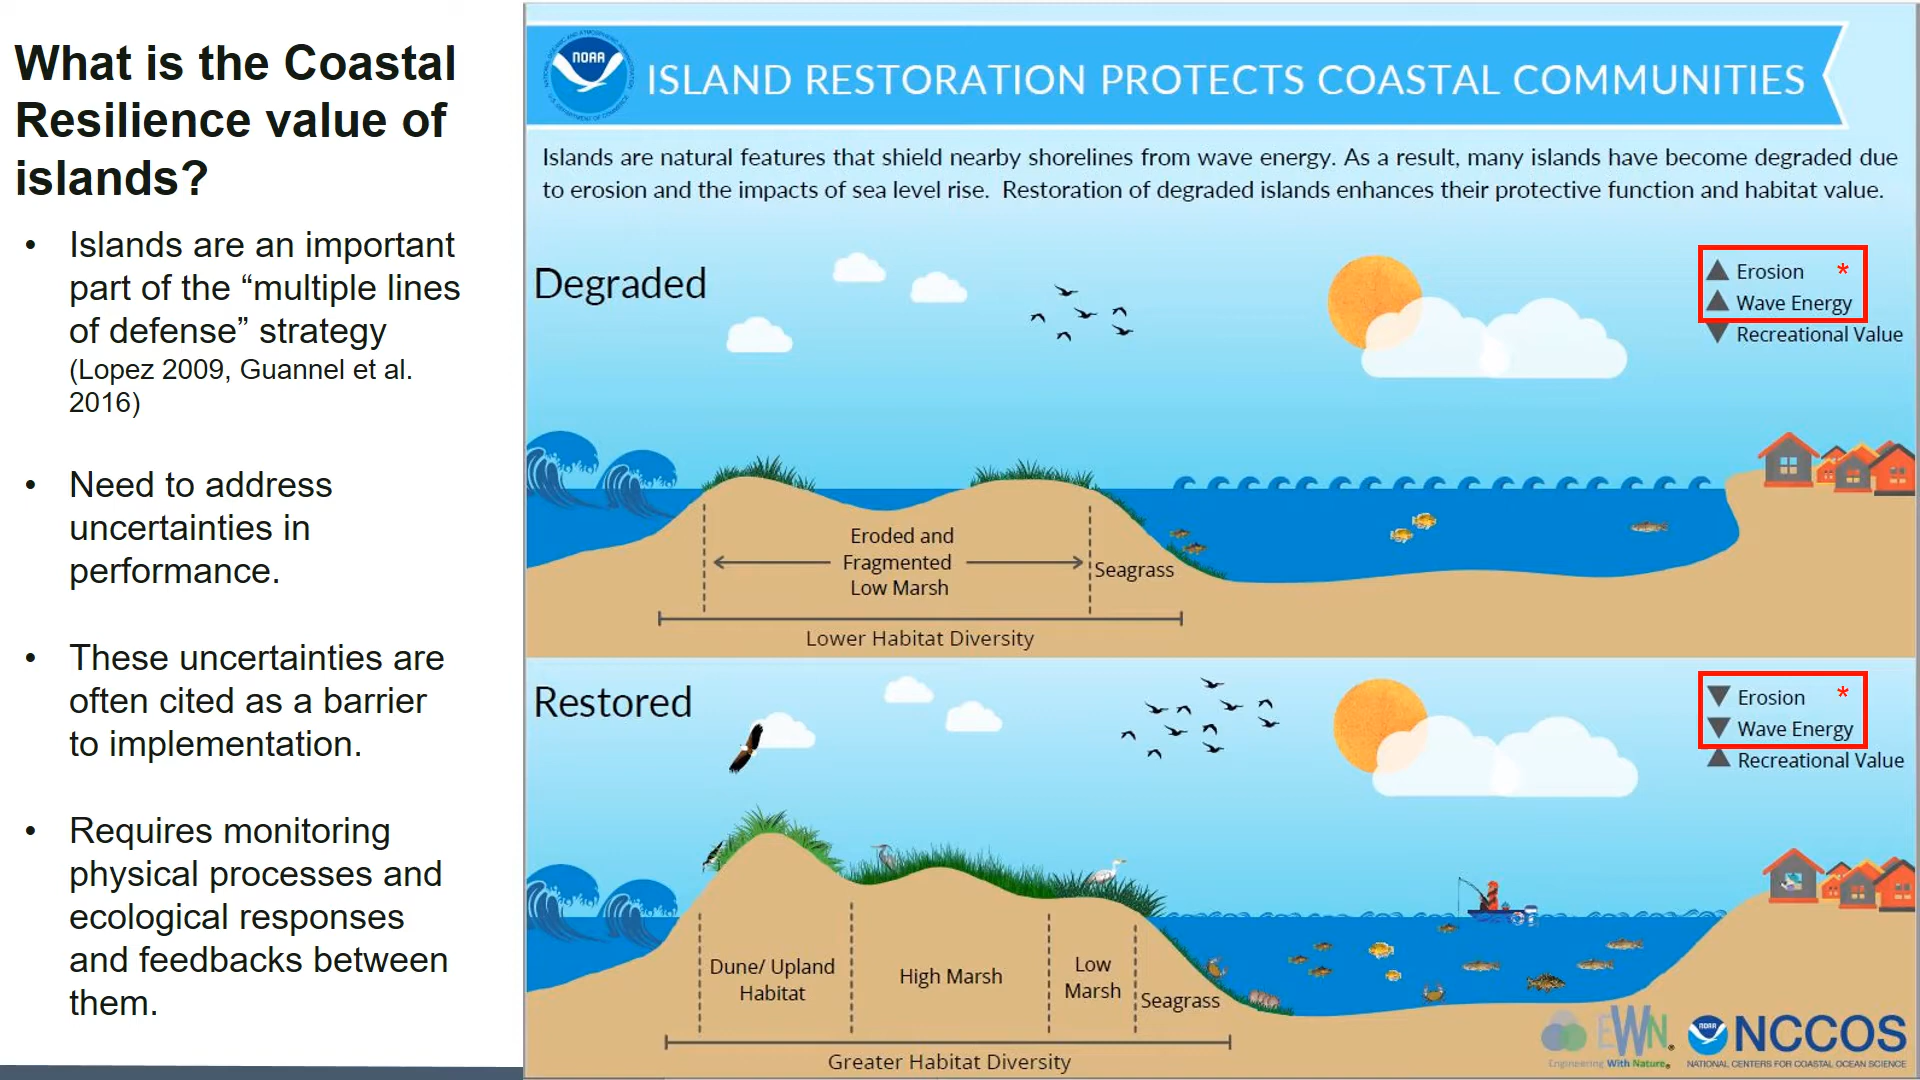 What is the Coastal
Resilience value of
islands?
• Islands are an important
part of the “multiple lines
of defense” strategy
(Lopez 2009, Guannel et al.
2016)
• Need to address
uncertainties in
performance.
• These uncertainties are
often cited as a barrier
to implementation.
• Requires monitoring
physical processes and
ecological responses
and feedbacks between
them.
NOAA
ISLAND RESTORATION PROTECTS COASTAL COMMUNITIES
Islands are natural features that shield nearby shorelines from wave energy. As a result, many islands have become degraded due
to erosion and the impacts of sea level rise. Restoration of degraded islands enhances their protective function and habitat value.
Degraded
▲ Erosion *
▲ Wave Energy
▼ Recreational Value
Eroded and
Fragmented
Low Marsh
Seagrass
Lower Habitat Diversity
Restored
▼ Erosion *
▼ Wave Energy
▲ Recreational Value
Dune/ Upland
Habitat
High Marsh
Low
Marsh
Seagrass
Greater Habitat Diversity
EWN®
Engineering With Nature®
NOAA
NCCOS
NATIONAL CENTERS FOR COASTAL OCEAN SCIENCE